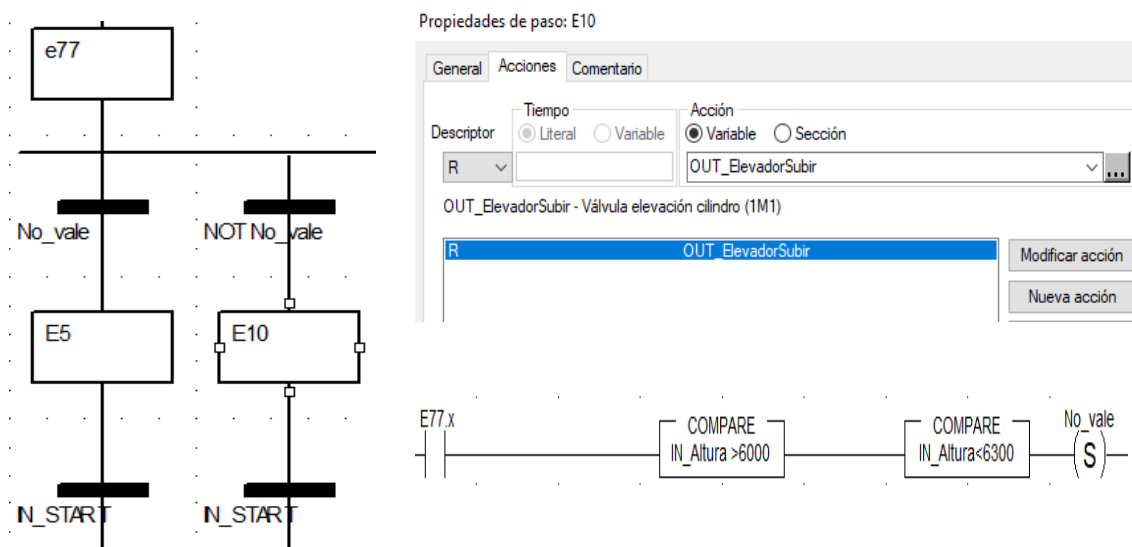 e77
No_vale
NOT No_vale
E5
E10
IN_START
IN_START
Propiedades de paso: E10
General Acciones Comentario
Tiempo
Acción
Descriptor
Literal Variable
Variable Sección
R
OUT_ElevadorSubir
...
OUT_ElevadorSubir - Válvula elevación cilindro (1M1)
R OUT_ElevadorSubir
Modificar acción
Nueva acción
E77.x
COMPARE
IN_Altura >6000
COMPARE
IN_Altura<6300
No_vale
S